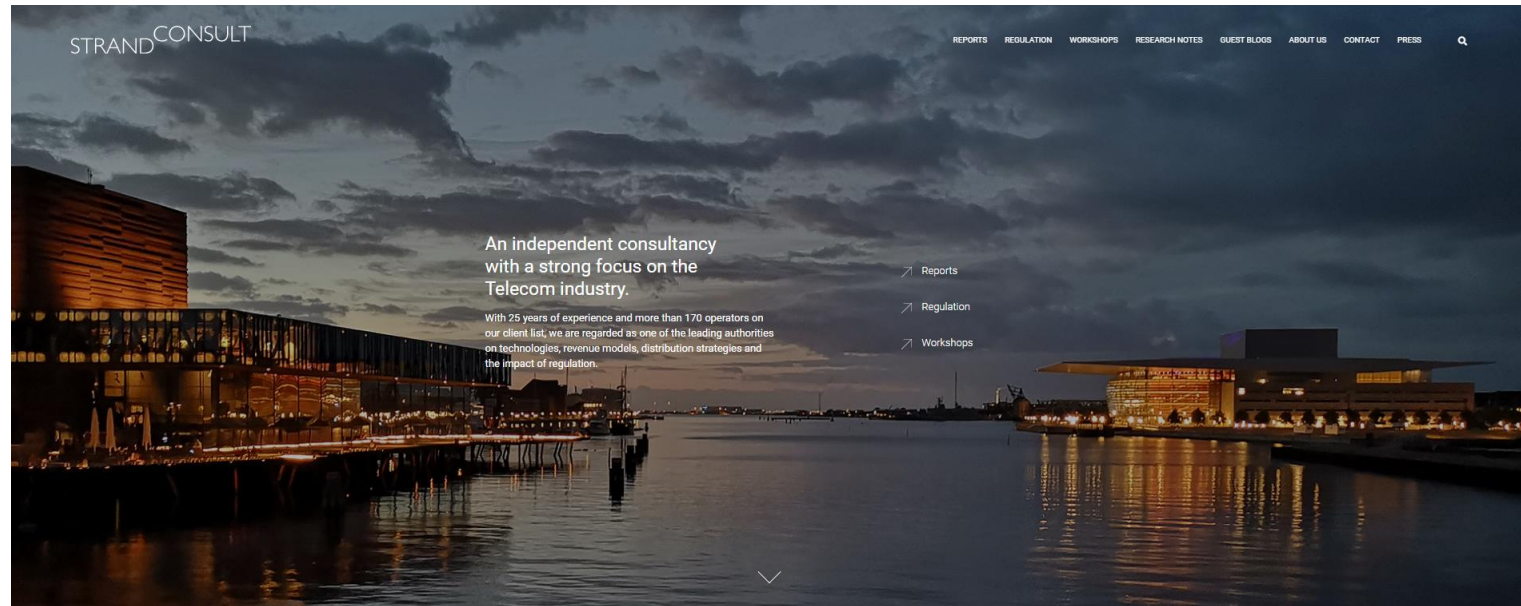 STRANDCONSULT
REPORTS REGULATION WORKSHOPS RESEARCH NOTES GUEST BLOGS ABOUT US CONTACT PRESS
An independent consultancy
with a strong focus on the
Telecom industry.
With 25 years of experience and more than 170 operators on
our client list, we are regarded as one of the leading authorities
on technologies, revenue models, distribution strategies and
the impact of regulation.
Reports
Regulation
Workshops